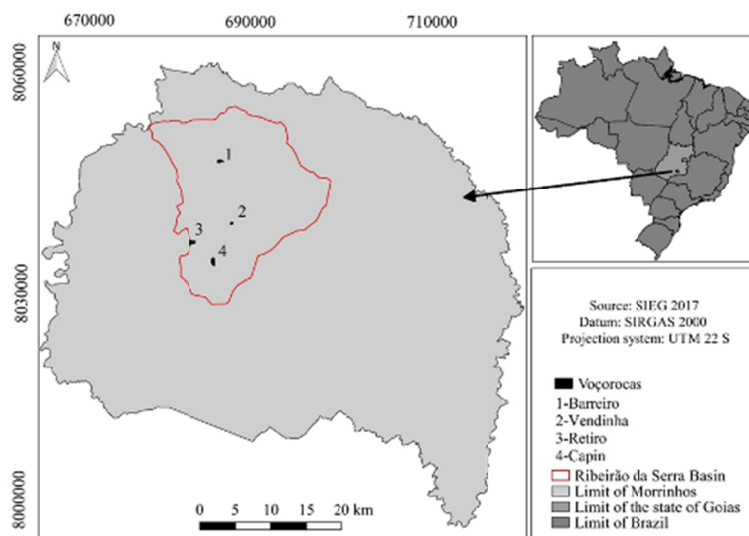 670000
690000
710000
8060000
N
1
2
3
4
8030000
8000000
0 5 10 15 20 km
Source: SIEG 2017
Datum: SIRGAS 2000
Projection system: UTM 22 S
Voçorocas
1-Barreiro
2-Vendinha
3-Retiro
4-Capin
Ribeirão da Serra Basin
Limit of Morrinhos
Limit of the state of Goias
Limit of Brazil